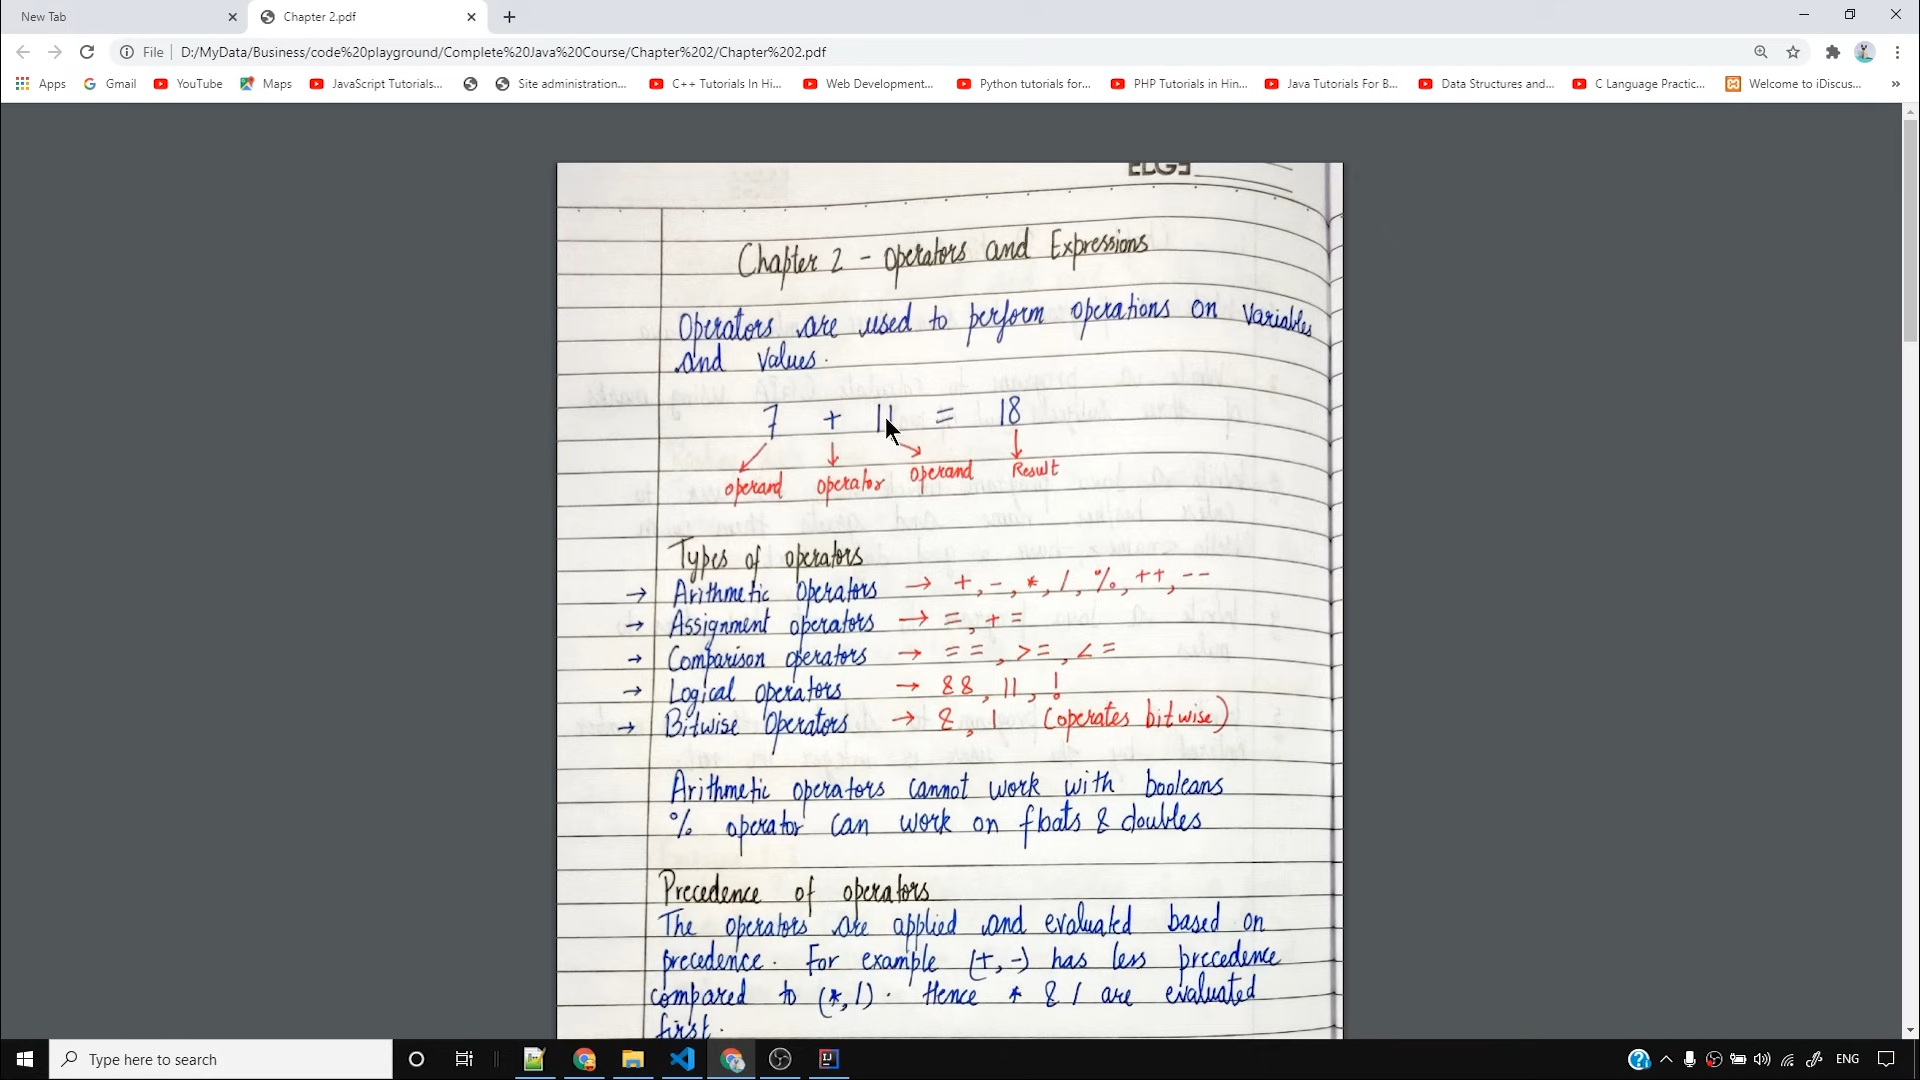 New Tab
Chapter 2.pdf
File
D:/MyData/Business/code%20playground/Complete%20Java%20Course/Chapter%202/Chapter%202.pdf
Apps
Gmail
YouTube
Maps
JavaScript Tutorials...
Site administration...
C++ Tutorials In Hi...
Web Development...
Python tutorials for...
PHP Tutorials in Hin...
Java Tutorials For B...
Data Structures and...
C Language Practic...
Welcome to iDiscus...
»
Chapter 2 - Operators and Expressions
Operators are used to perform operations on variables
and values.
7 + 11 = 18
operand operator operand Result
Types of operators
→ Arithmetic Operators → +, -, *, /, %, ++, --
→ Assignment operators → =, +=
→ Comparison operators → ==, >=, <=
→ Logical operators → &&, ||, !
→ Bitwise Operators → &, | (operates bitwise)
Arithmetic operators cannot work with booleans
% operator can work on floats & doubles
Precedence of operators
The operators are applied and evaluated based on
precedence. For example (+, -) has less precedence
compared to (*, /). Hence * & / are evaluated
first.
Type here to search
ENG